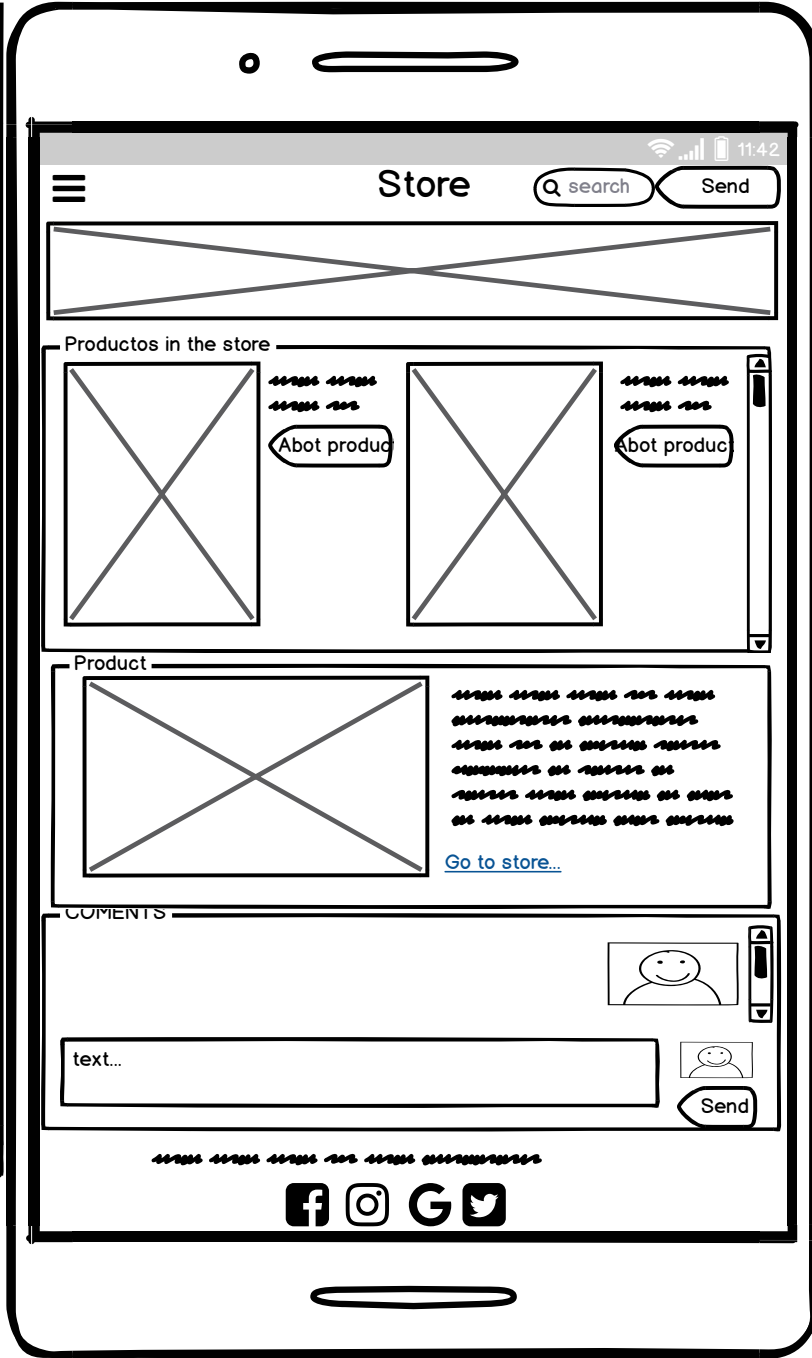 11:42
Store
search
Send
Productos in the store
Abot produc
Abot product
Product
Go to store...
COMENTS
text...
Send